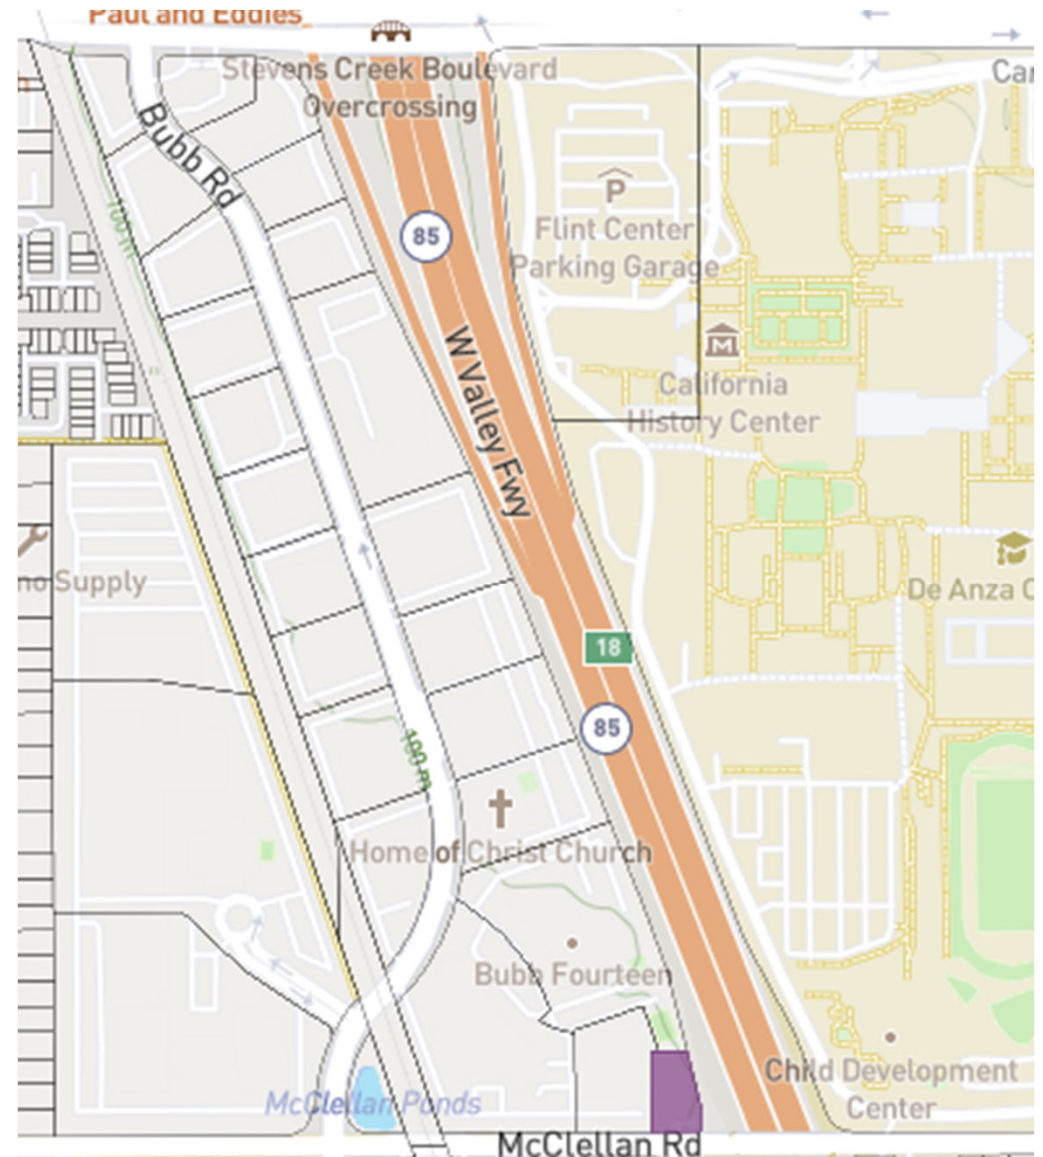 Paul and Eddies
Stevens Creek Boulevard
Overcrossing
Car
Bubb Rd
100 m
85
P
Flint Center
Parking Garage
W Valley Fwy
M
California
History Center
no Supply
De Anza C
18
85
100 m
Home of Christ Church
Bubb Fourteen
Child Development
Center
McClellan Ponds
McClellan Rd